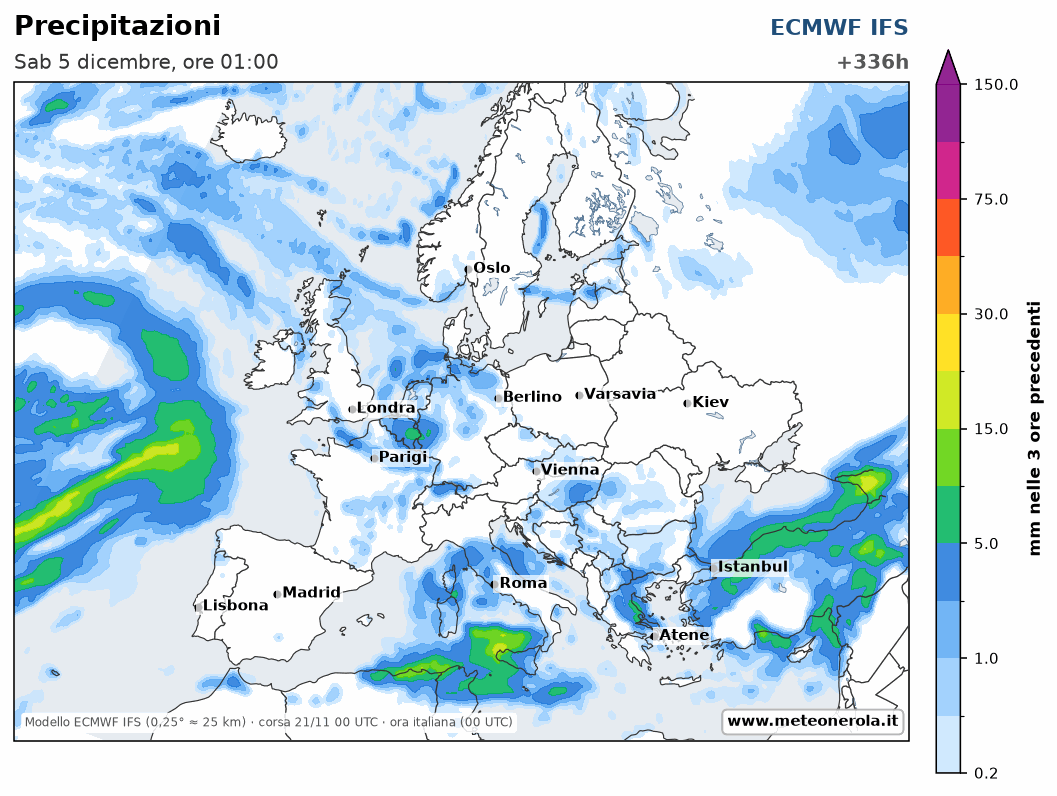 Precipitazioni
ECMWF IFS
Sab 5 dicembre, ore 01:00
+336h
150.0
75.0
30.0
15.0
5.0
1.0
0.2
mm nelle 3 ore precedenti
Oslo
Berlino
Varsavia
Kiev
Londra
Parigi
Vienna
Istanbul
Roma
Madrid
Lisbona
Atene
Modello ECMWF IFS (0,25° ≈ 25 km) · corsa 21/11 00 UTC · ora italiana (00 UTC)
www.meteonerola.it